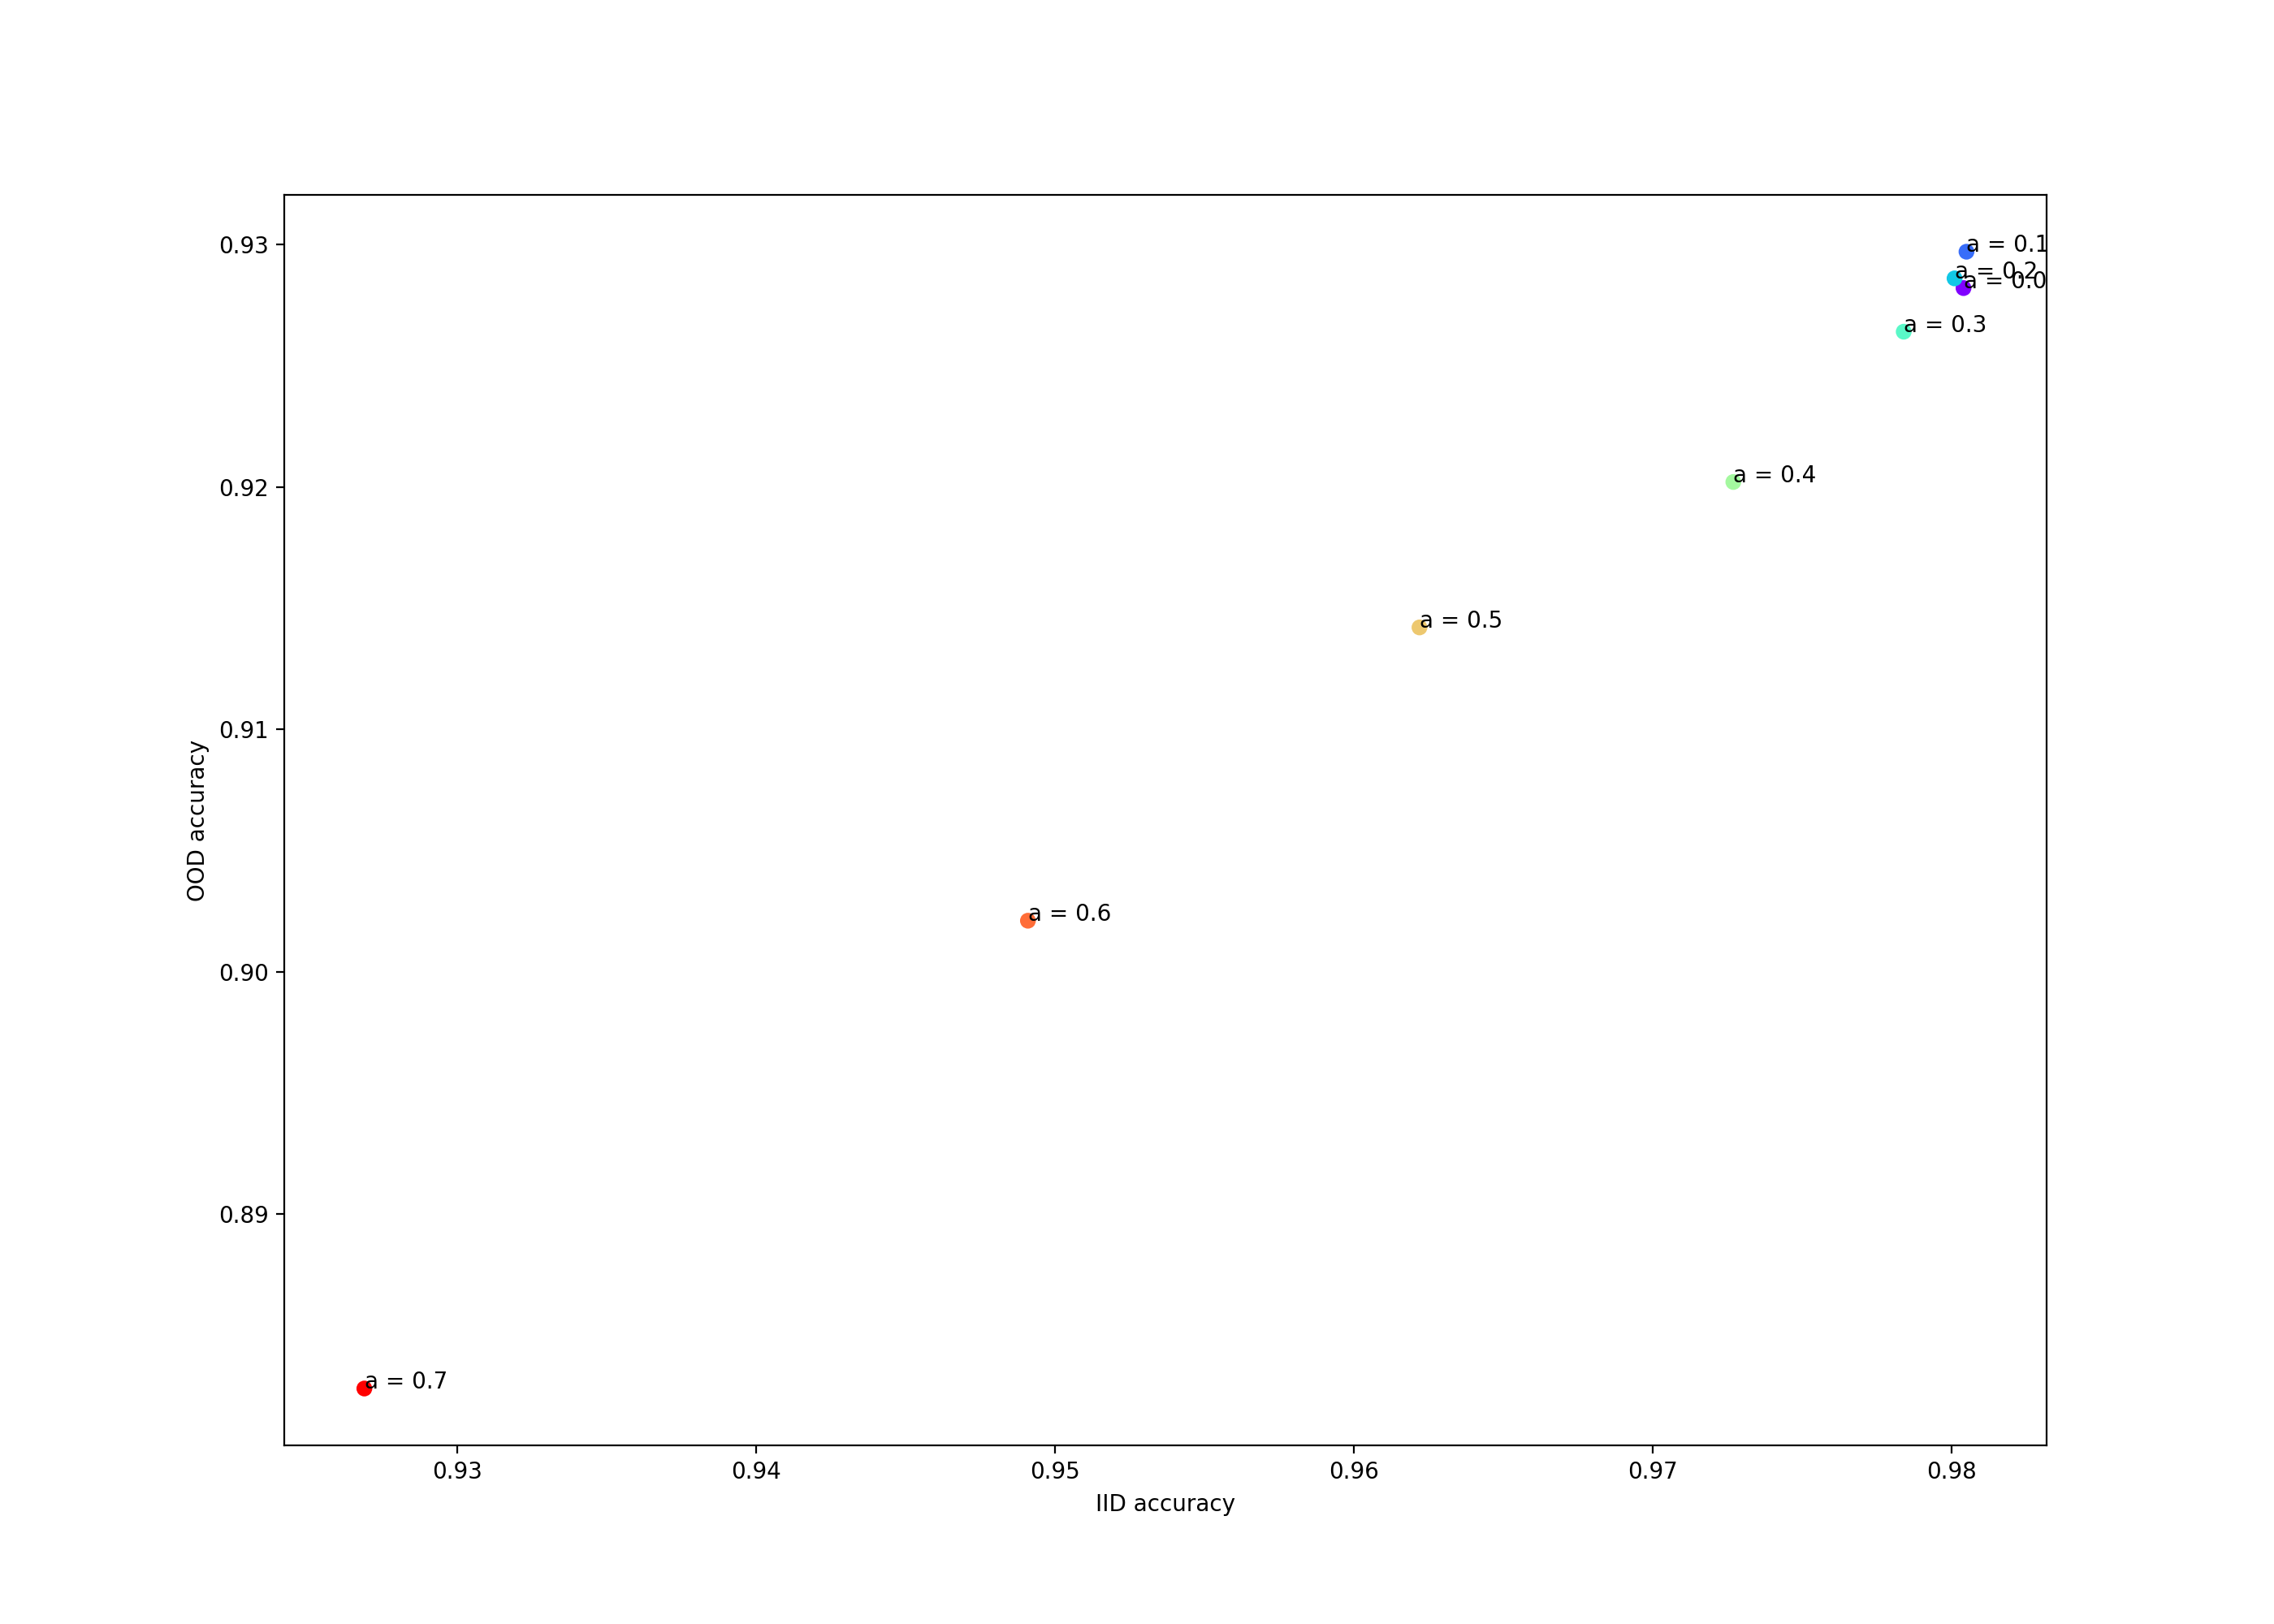 0.93
0.92
0.91
0.90
0.89
OOD accuracy
a = 0.1
a = 0.2
a = 0.0
a = 0.3
a = 0.4
a = 0.5
a = 0.6
a = 0.7
0.93 0.94 0.95 0.96 0.97 0.98
IID accuracy